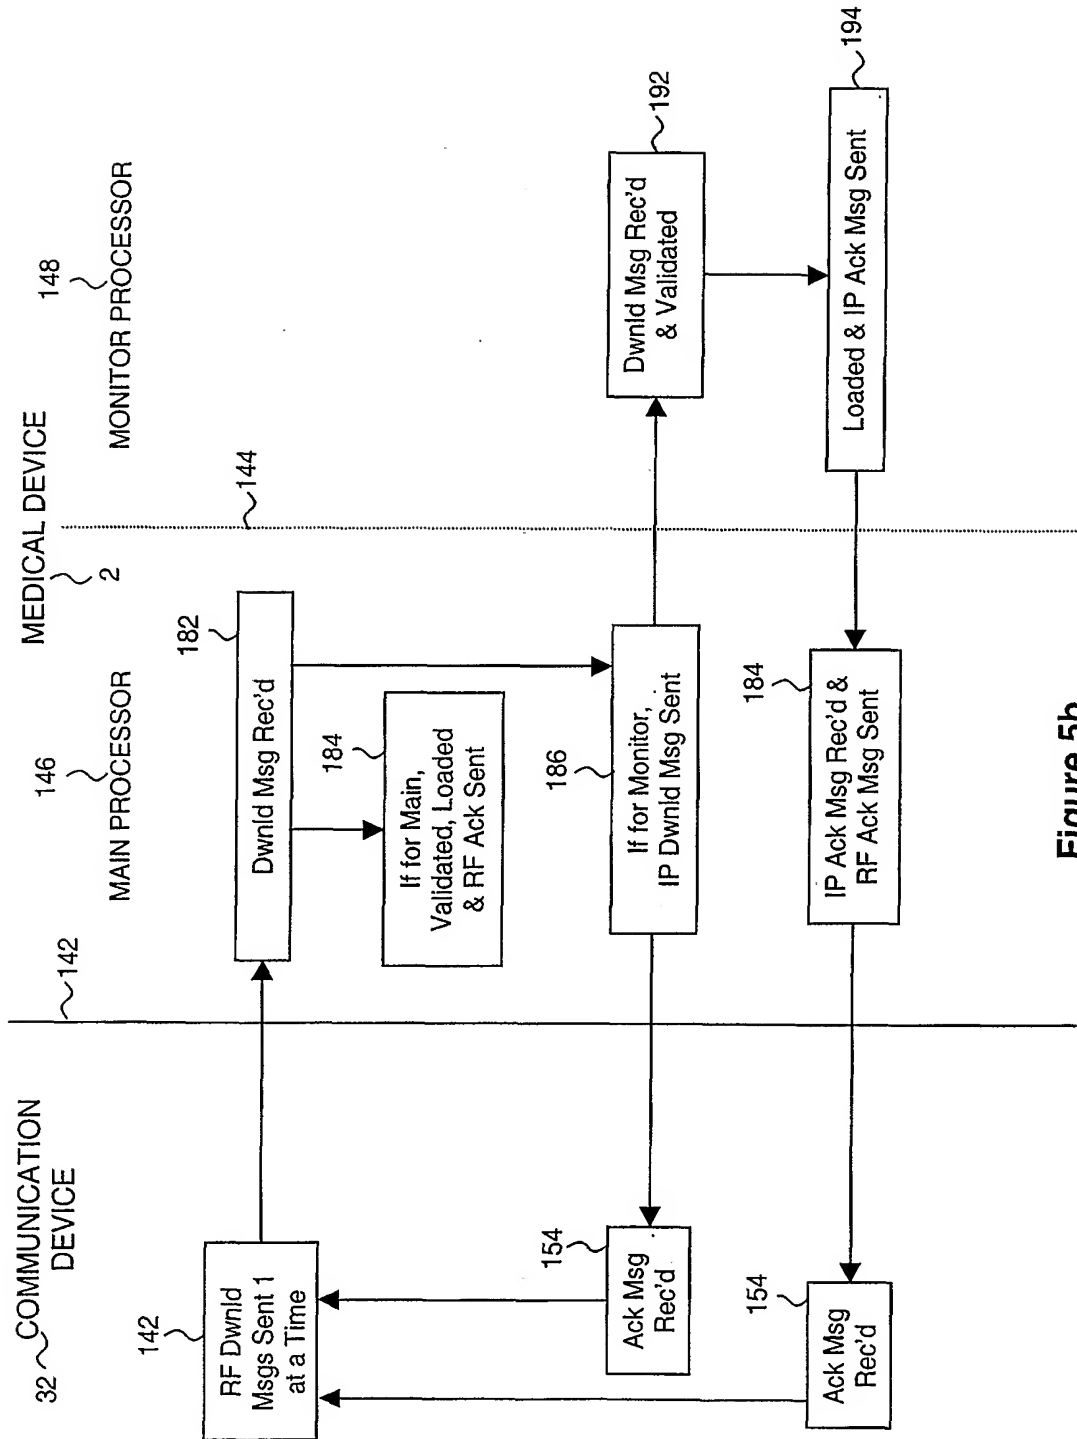 MEDICAL DEVICE
2
32 COMMUNICATION
DEVICE
146
MAIN PROCESSOR
148
MONITOR PROCESSOR
142
144
142
RF Dwnld
Msgs Sent 1
at a Time
182
Dwnld Msg Rec'd
184
If for Main,
Validated, Loaded
& RF Ack Sent
154
Ack Msg
Rec'd
186
If for Monitor,
IP Dwnld Msg Sent
192
Dwnld Msg Rec'd
& Validated
154
Ack Msg
Rec'd
184
IP Ack Msg Rec'd &
RF Ack Msg Sent
194
Loaded & IP Ack Msg Sent
Figure 5b